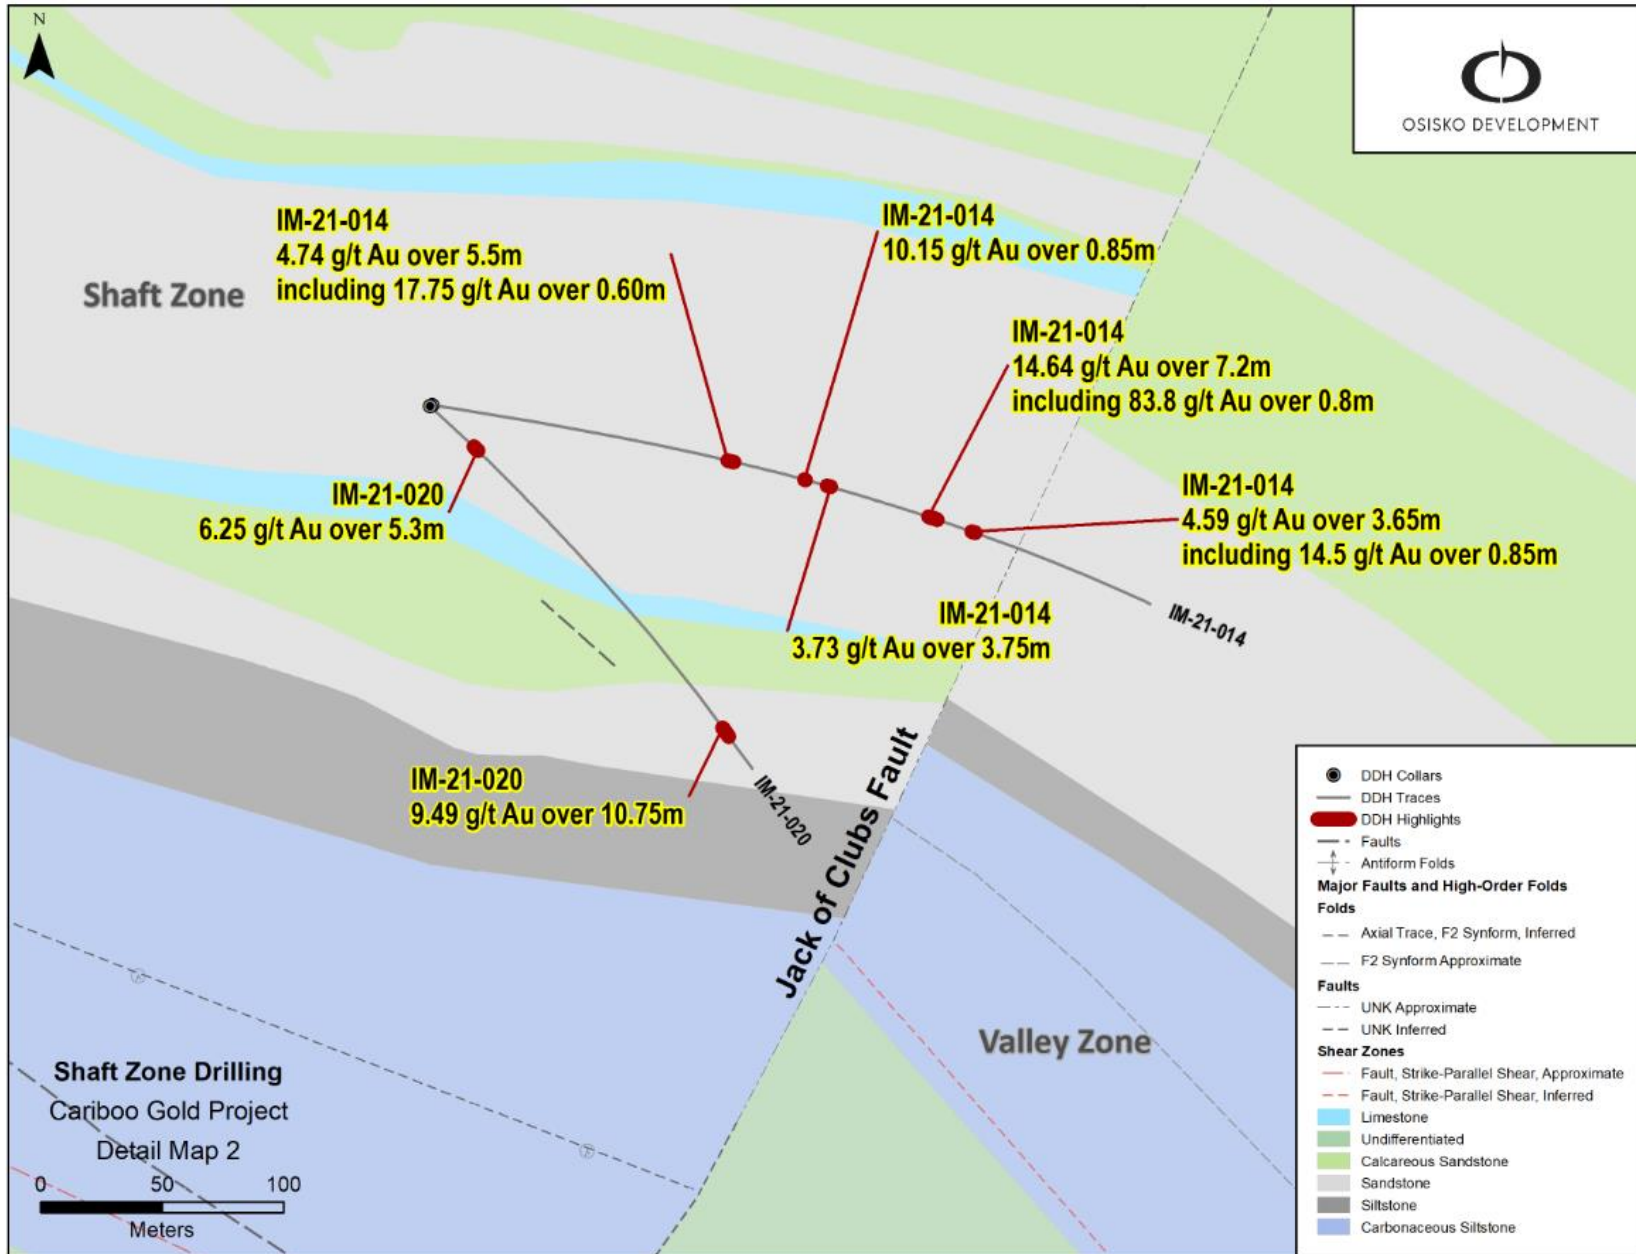 N
OSISKO DEVELOPMENT
IM-21-014
4.74 g/t Au over 5.5m
including 17.75 g/t Au over 0.60m
IM-21-014
10.15 g/t Au over 0.85m
Shaft Zone
IM-21-014
14.64 g/t Au over 7.2m
including 83.8 g/t Au over 0.8m
IM-21-020
6.25 g/t Au over 5.3m
IM-21-014
4.59 g/t Au over 3.65m
including 14.5 g/t Au over 0.85m
IM-21-014
3.73 g/t Au over 3.75m
IM-21-014
IM-21-020
9.49 g/t Au over 10.75m
IM-21-020
Jack of Clubs Fault
Valley Zone
Shaft Zone Drilling
Cariboo Gold Project
Detail Map 2
0 50 100
Meters
DDH Collars
DDH Traces
DDH Highlights
Faults
Antiform Folds
Major Faults and High-Order Folds
Folds
Axial Trace, F2 Synform, Inferred
F2 Synform Approximate
Faults
UNK Approximate
UNK Inferred
Shear Zones
Fault, Strike-Parallel Shear, Approximate
Fault, Strike-Parallel Shear, Inferred
Limestone
Undifferentiated
Calcareous Sandstone
Sandstone
Siltstone
Carbonaceous Siltstone